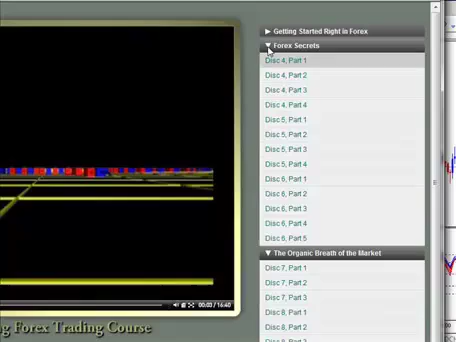 Getting Started Right in Forex
Forex Secrets
Disc 4, Part 1
Disc 4, Part 2
Disc 4, Part 3
Disc 4, Part 4
Disc 5, Part 1
Disc 5, Part 2
Disc 5, Part 3
Disc 5, Part 4
Disc 6, Part 1
Disc 6, Part 2
Disc 6, Part 3
Disc 6, Part 4
Disc 6, Part 5
The Organic Breath of the Market
Disc 7, Part 1
Disc 7, Part 2
Disc 7, Part 3
Disc 8, Part 1
Disc 8, Part 2
00:03 / 16:40
ng Forex Trading Course